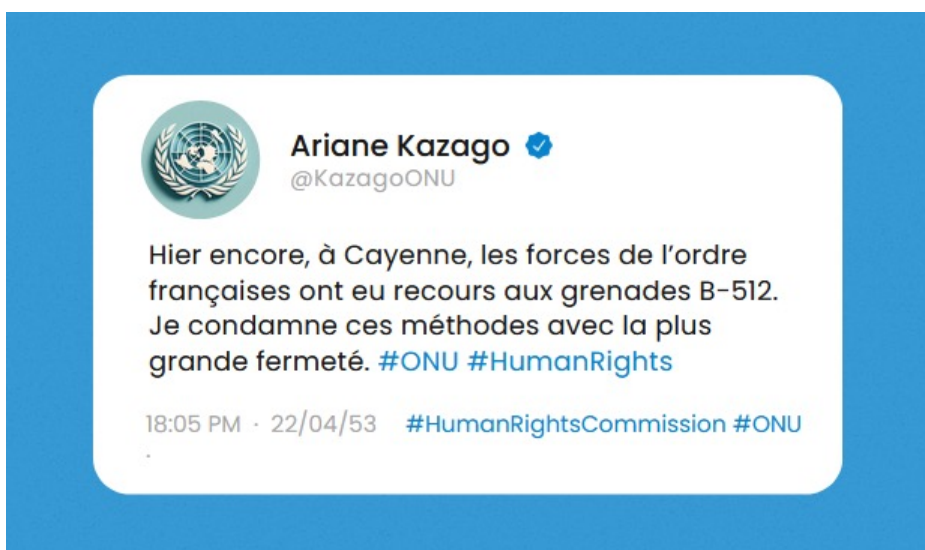 Ariane Kazago
@KazagoONU
Hier encore, à Cayenne, les forces de l’ordre
françaises ont eu recours aux grenades B-512.
Je condamne ces méthodes avec la plus
grande fermeté. #ONU #HumanRights
18:05 PM · 22/04/53 #HumanRightsCommission #ONU
.